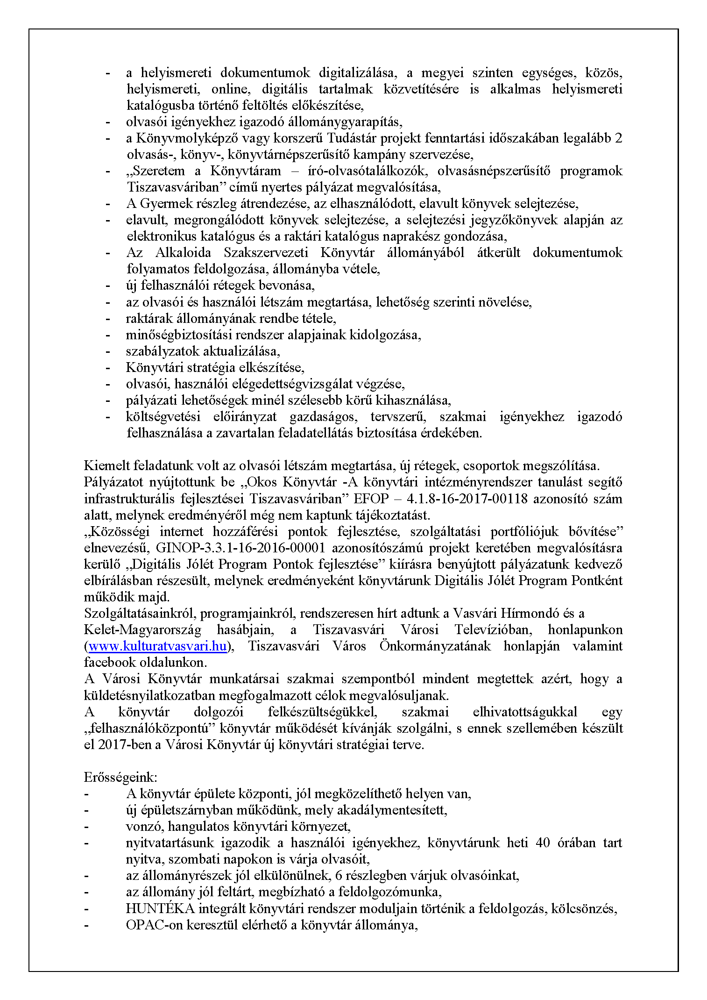 - a helyismereti dokumentumok digitalizálása, a megyei szinten egységes, közös,
helyismereti, online, digitális tartalmak közvetítésére is alkalmas helyismereti
katalógusba történő feltöltés előkészítése,
- olvasói igényekhez igazodó állománygyarapítás,
- a Könyvmolyképző vagy korszerű Tudástár projekt fenntartási időszakában legalább 2
olvasás-, könyv-, könyvtárnépszerűsítő kampány szervezése,
- „Szeretem a Könyvtáram – író-olvasótalálkozók, olvasásnépszerűsítő programok
Tiszavasváriban” című nyertes pályázat megvalósítása,
- A Gyermek részleg átrendezése, az elhasználódott, elavult könyvek selejtezése,
- elavult, megrongálódott könyvek selejtezése, a selejtezési jegyzőkönyvek alapján az
elektronikus katalógus és a raktári katalógus naprakész gondozása,
- Az Alkaloida Szakszervezeti Könyvtár állományából átkerült dokumentumok
folyamatos feldolgozása, állományba vétele,
- új felhasználói rétegek bevonása,
- az olvasói és használói létszám megtartása, lehetőség szerinti növelése,
- raktárak állományának rendbe tétele,
- minőségbiztosítási rendszer alapjainak kidolgozása,
- szabályzatok aktualizálása,
- Könyvtári stratégia elkészítése,
- olvasói, használói elégedettségvizsgálat végzése,
- pályázati lehetőségek minél szélesebb körű kihasználása,
- költségvetési előirányzat gazdaságos, tervszerű, szakmai igényekhez igazodó
felhasználása a zavartalan feladatellátás biztosítása érdekében.
Kiemelt feladatunk volt az olvasói létszám megtartása, új rétegek, csoportok megszólítása.
Pályázatot nyújtottunk be „Okos Könyvtár -A könyvtári intézményrendszer tanulást segítő
infrastrukturális fejlesztései Tiszavasváriban” EFOP – 4.1.8-16-2017-00118 azonosító szám
alatt, melynek eredményéről még nem kaptunk tájékoztatást.
„Közösségi internet hozzáférési pontok fejlesztése, szolgáltatási portfóliójuk bővítése”
elnevezésű, GINOP-3.3.1-16-2016-00001 azonosítószámú projekt keretében megvalósításra
kerülő „Digitális Jólét Program Pontok fejlesztése” kiírásra benyújtott pályázatunk kedvező
elbírálásban részesült, melynek eredményeként könyvtárunk Digitális Jólét Program Pontként
működik majd.
Szolgáltatásainkról, programjainkról, rendszeresen hírt adtunk a Vasvári Hírmondó és a
Kelet-Magyarország hasábjain, a Tiszavasvári Városi Televízióban, honlapunkon
(www.kulturatvasvari.hu), Tiszavasvári Város Önkormányzatának honlapján valamint
facebook oldalunkon.
A Városi Könyvtár munkatársai szakmai szempontból mindent megtettek azért, hogy a
küldetésnyilatkozatban megfogalmazott célok megvalósuljanak.
A könyvtár dolgozói felkészültségükkel, szakmai elhivatottságukkal egy
„felhasználóközpontú” könyvtár működését kívánják szolgálni, s ennek szellemében készült
el 2017-ben a Városi Könyvtár új könyvtári stratégiai terve.
Erősségeink:
- A könyvtár épülete központi, jól megközelíthető helyen van,
- új épületszárnyban működünk, mely akadálymentesített,
- vonzó, hangulatos könyvtári környezet,
- nyitvatartásunk igazodik a használói igényekhez, könyvtárunk heti 40 órában tart
nyitva, szombati napokon is várja olvasóit,
- az állományrészek jól elkülönülnek, 6 részlegben várjuk olvasóinkat,
- az állomány jól feltárt, megbízható a feldolgozómunka,
- HUNTÉKA integrált könyvtári rendszer moduljain történik a feldolgozás, kölcsönzés,
- OPAC-on keresztül elérhető a könyvtár állománya,